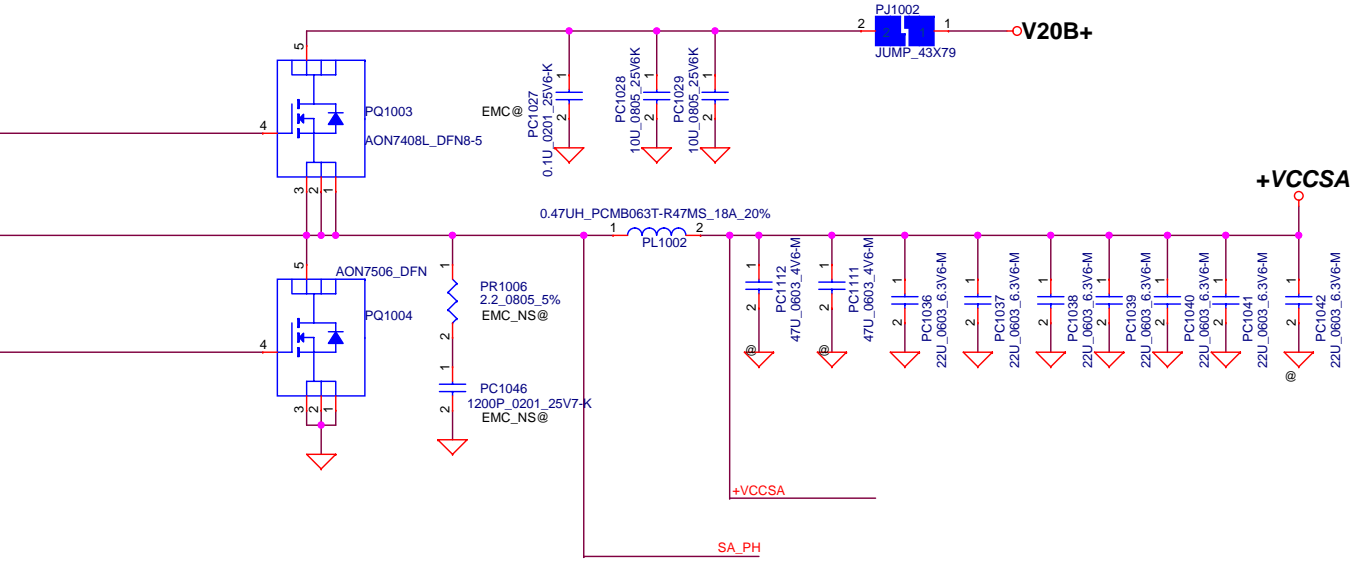 PJ1002
2
1
2
1
V20B+
JUMP_43X79
5
PQ1003
4
AON7408L_DFN8-5
3
2
1
EMC@
PC1027
0.1U_0201_25V6-K
1
2
PC1028
10U_0805_25V6K
1
2
PC1029
10U_0805_25V6K
1
2
+VCCSA
0.47UH_PCMB063T-R47MS_18A_20%
1
2
PL1002
5
AON7506_DFN
PQ1004
4
3
2
1
1
PR1006
2.2_0805_5%
EMC_NS@
2
1
PC1046
1200P_0201_25V7-K
2
EMC_NS@
1
2
PC1112
47U_0603_4V6-M
@
1
2
PC1111
47U_0603_4V6-M
@
1
2
PC1036
22U_0603_6.3V6-M
1
2
PC1037
22U_0603_6.3V6-M
1
2
PC1038
22U_0603_6.3V6-M
1
2
PC1039
22U_0603_6.3V6-M
1
2
PC1040
22U_0603_6.3V6-M
1
2
PC1041
22U_0603_6.3V6-M
1
2
PC1042
22U_0603_6.3V6-M
@
+VCCSA
SA_PH